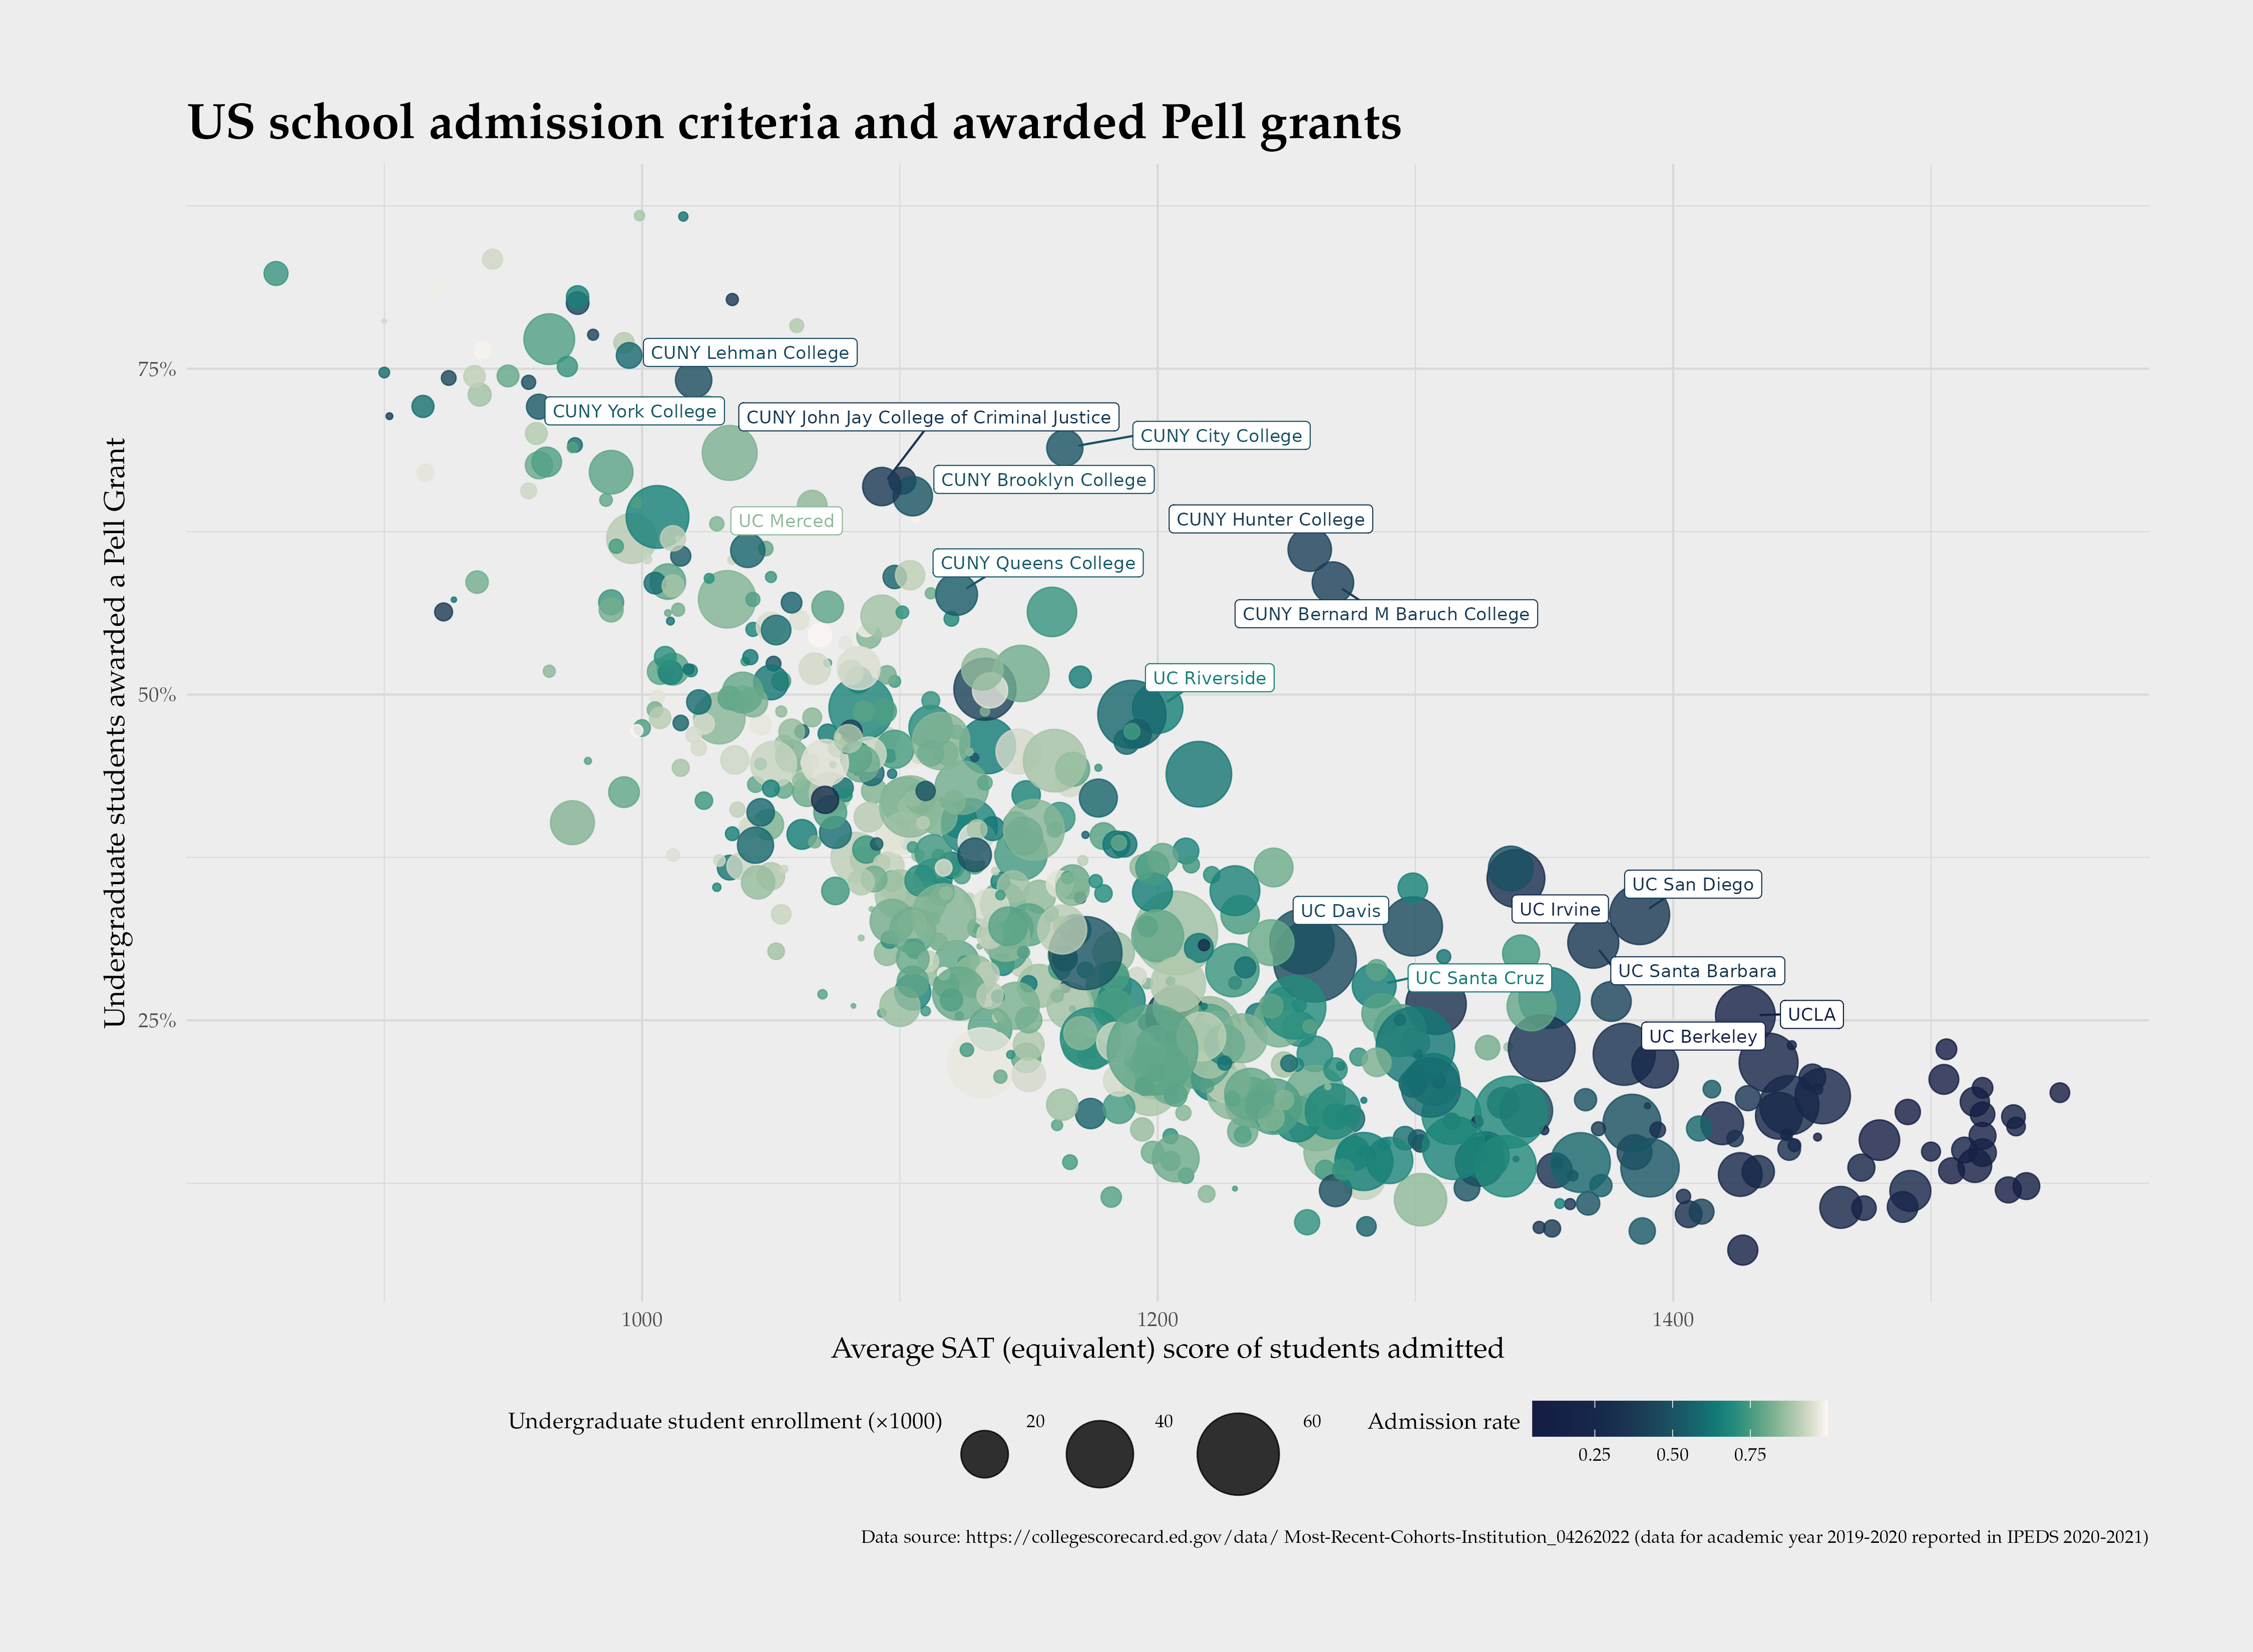 US school admission criteria and awarded Pell grants
Undergraduate students awarded a Pell Grant
75%
50%
25%
CUNY Lehman College
CUNY York College
CUNY John Jay College of Criminal Justice
CUNY City College
CUNY Brooklyn College
UC Merced
CUNY Hunter College
CUNY Queens College
CUNY Bernard M Baruch College
UC Riverside
UC San Diego
UC Davis
UC Irvine
UC Santa Cruz
UC Santa Barbara
UCLA
UC Berkeley
1000
1200
1400
Average SAT (equivalent) score of students admitted
Undergraduate student enrollment (×1000)
20
40
60
Admission rate
0.25
0.50
0.75
Data source: https://collegescorecard.ed.gov/data/ Most-Recent-Cohorts-Institution_04262022 (data for academic year 2019-2020 reported in IPEDS 2020-2021)